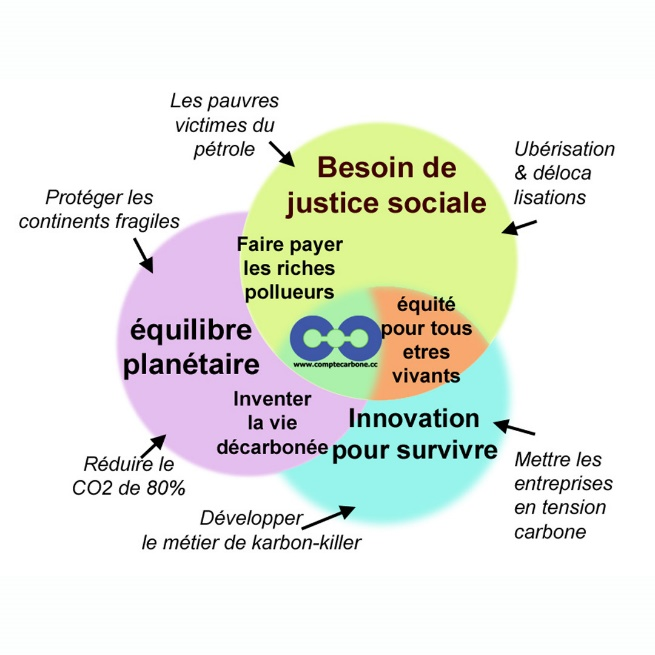 Les pauvres
victimes du
pétrole
Besoin de
justice sociale
Ubérisation
& déloca
lisations
Protéger les
continents fragiles
Faire payer
les riches
pollueurs
équité
pour tous
etres
vivants
équilibre
planétaire
www.comptecarbone.cc
Inventer
la vie
décarbonée
Innovation
pour survivre
Réduire le
CO2 de 80%
Mettre les
entreprises
en tension
carbone
Développer
le métier de karbon-killer